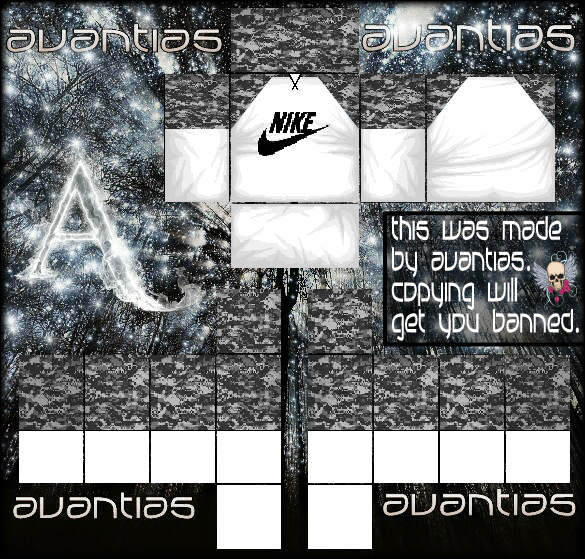 avantias
avantias
NIKE
A
this was made
by avantias.
copying will
get you banned.
avantias
avantias